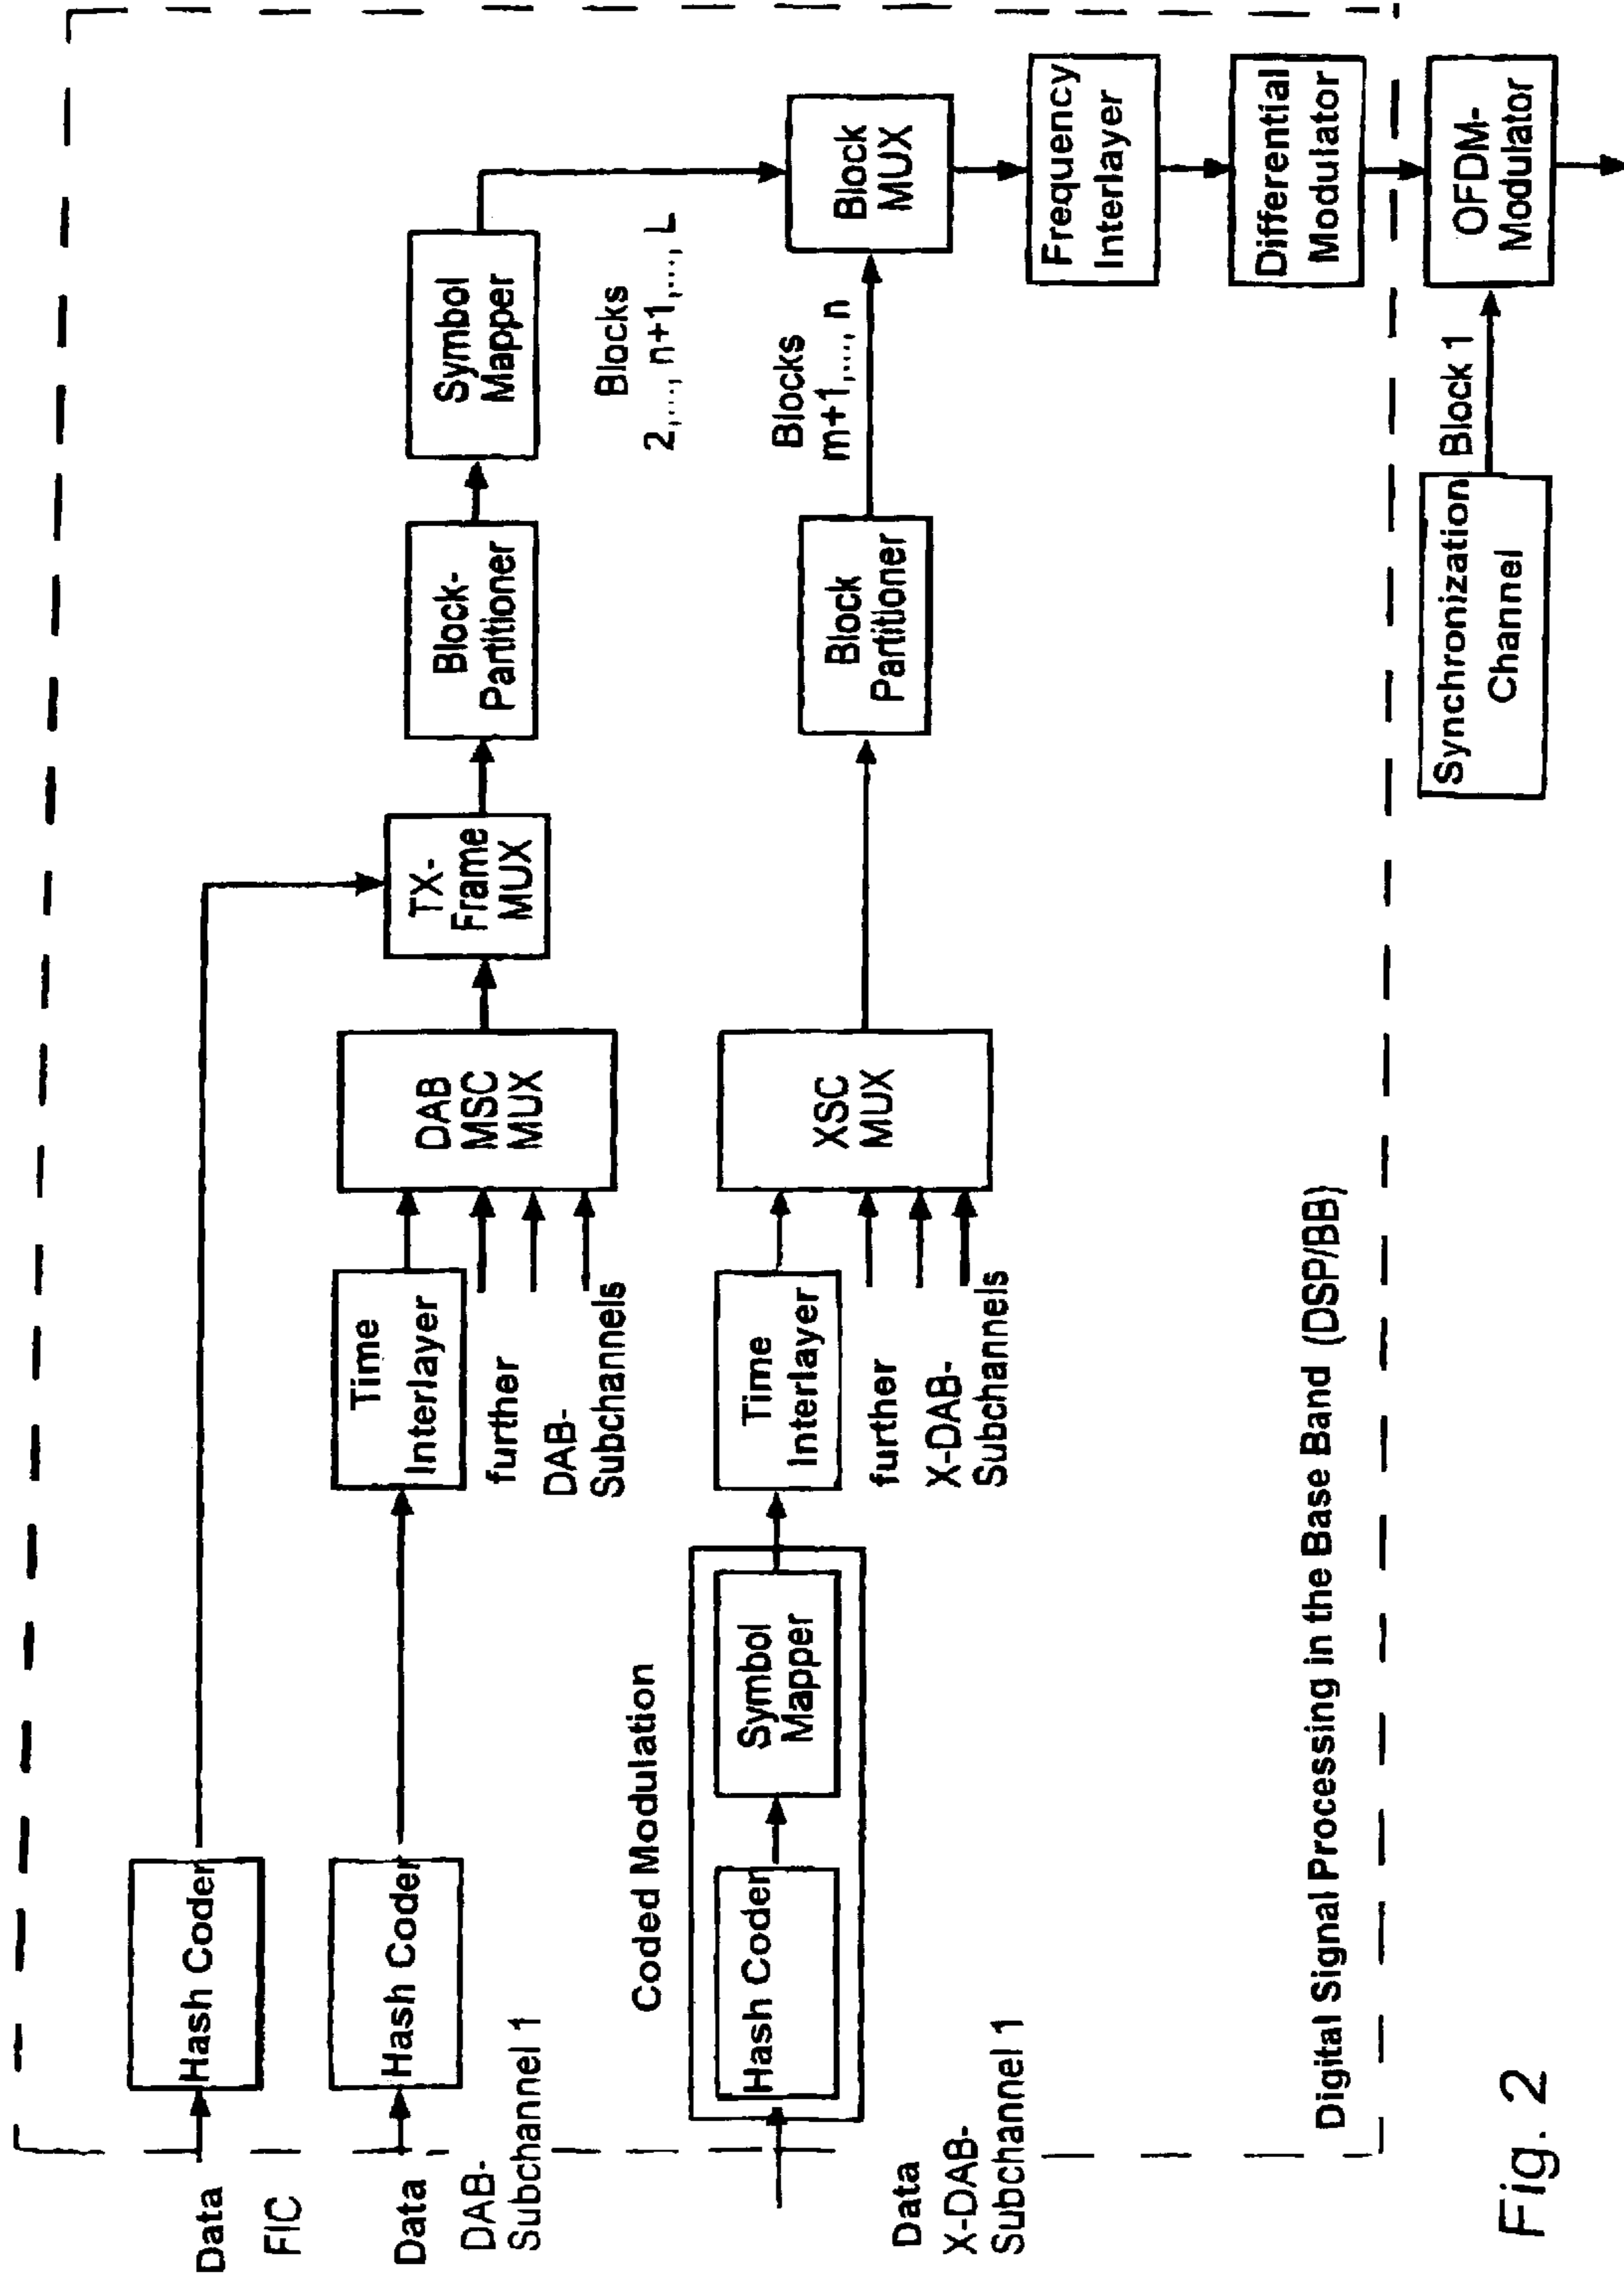 Data
FIC
Hash Coder
Data
DAB-
Subchannel 1
Hash Coder
Time
Interlayer
further
DAB-
Subchannels
DAB
MSC
MUX
TX-
Frame
MUX
Block-
Partitioner
Symbol
Mapper
Blocks
2,..., n+1,..., L
Coded Modulation
Data
X-DAB-
Subchannel 1
Hash Coder
Symbol
Mapper
Time
Interlayer
further
X-DAB-
Subchannels
XSC
MUX
Block
Partitioner
Blocks
m+1,..., n
Block
MUX
Frequency
Interlayer
Differential
Modulator
Digital Signal Processing in the Base Band (DSP/BB)
Synchronization
Channel
Block 1
OFDM-
Modulator
Fig. 2